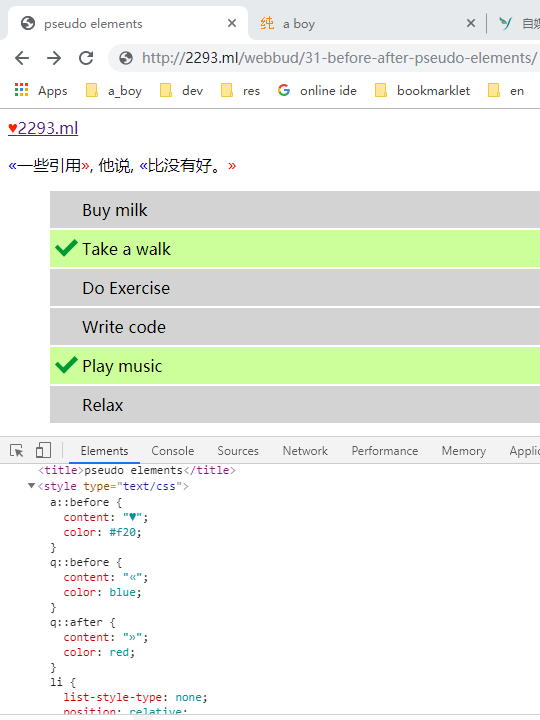 pseudo elements
纯 a boy
自媒
http://2293.ml/webbud/31-before-after-pseudo-elements/
Apps a_boy dev res online ide bookmarklet en
♥2293.ml
«一些引用», 他说, «比没有好。»
Buy milk
Take a walk
Do Exercise
Write code
Play music
Relax
Elements Console Sources Network Performance Memory Applic
<title>pseudo elements</title>
<style type="text/css">
a::before {
content: "♥";
color: #f20;
}
q::before {
content: "«";
color: blue;
}
q::after {
content: "»";
color: red;
}
li {
list-style-type: none;
position: relative;